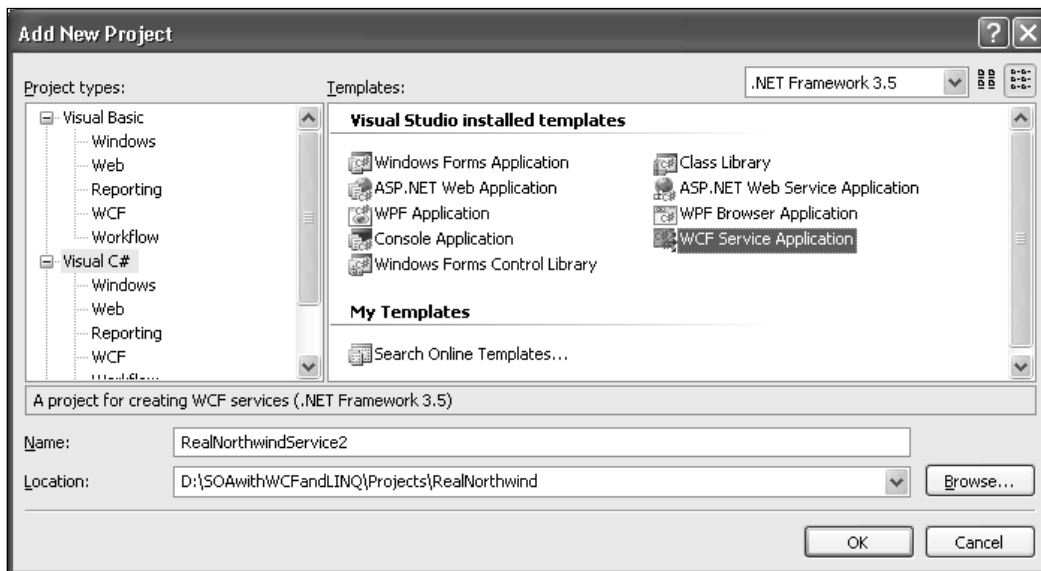 Add New Project
Project types:
Templates:
.NET Framework 3.5
Visual Basic
Windows
Web
Reporting
WCF
Workflow
Visual C#
Windows
Web
Reporting
WCF
Visual Studio installed templates
Windows Forms Application
Class Library
ASP.NET Web Application
ASP.NET Web Service Application
WPF Application
WPF Browser Application
Console Application
WCF Service Application
Windows Forms Control Library
My Templates
Search Online Templates...
A project for creating WCF services (.NET Framework 3.5)
Name:
RealNorthwindService2
Location:
D:\SOAwithWCFandLINQ\Projects\RealNorthwind
Browse...
OK
Cancel